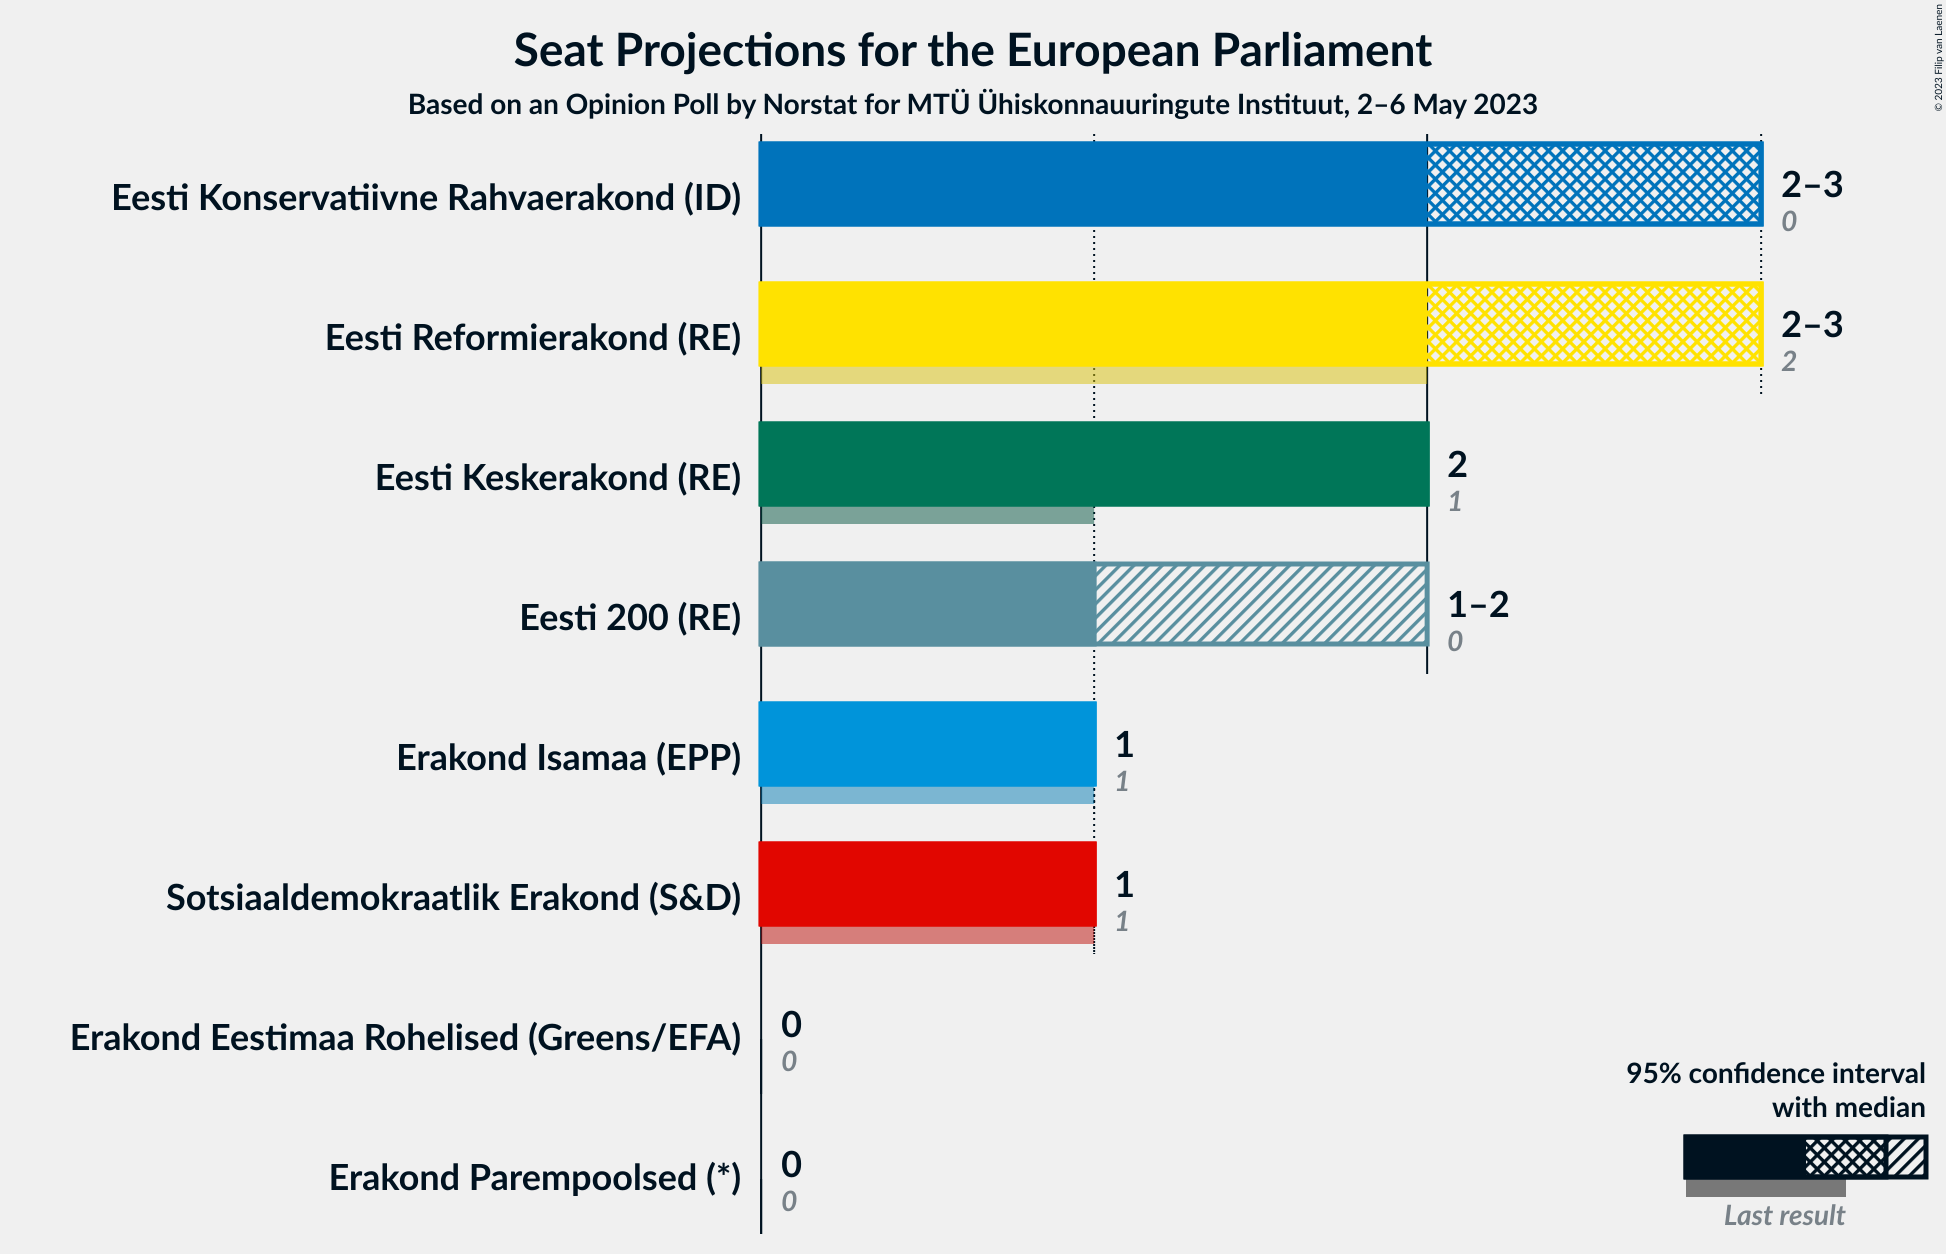 Seat Projections for the European Parliament
Based on an Opinion Poll by Norstat for MTÜ Ühiskonnauuringute Instituut, 2–6 May 2023
© 2023 Filip van Laenen
Eesti Konservatiivne Rahvaerakond (ID)
2–3
0
Eesti Reformierakond (RE)
2–3
2
Eesti Keskerakond (RE)
2
1
Eesti 200 (RE)
1–2
0
Erakond Isamaa (EPP)
1
1
Sotsiaaldemokraatlik Erakond (S&D)
1
1
Erakond Eestimaa Rohelised (Greens/EFA)
0
0
Erakond Parempoolsed (*)
0
0
95% confidence interval
with median
Last result